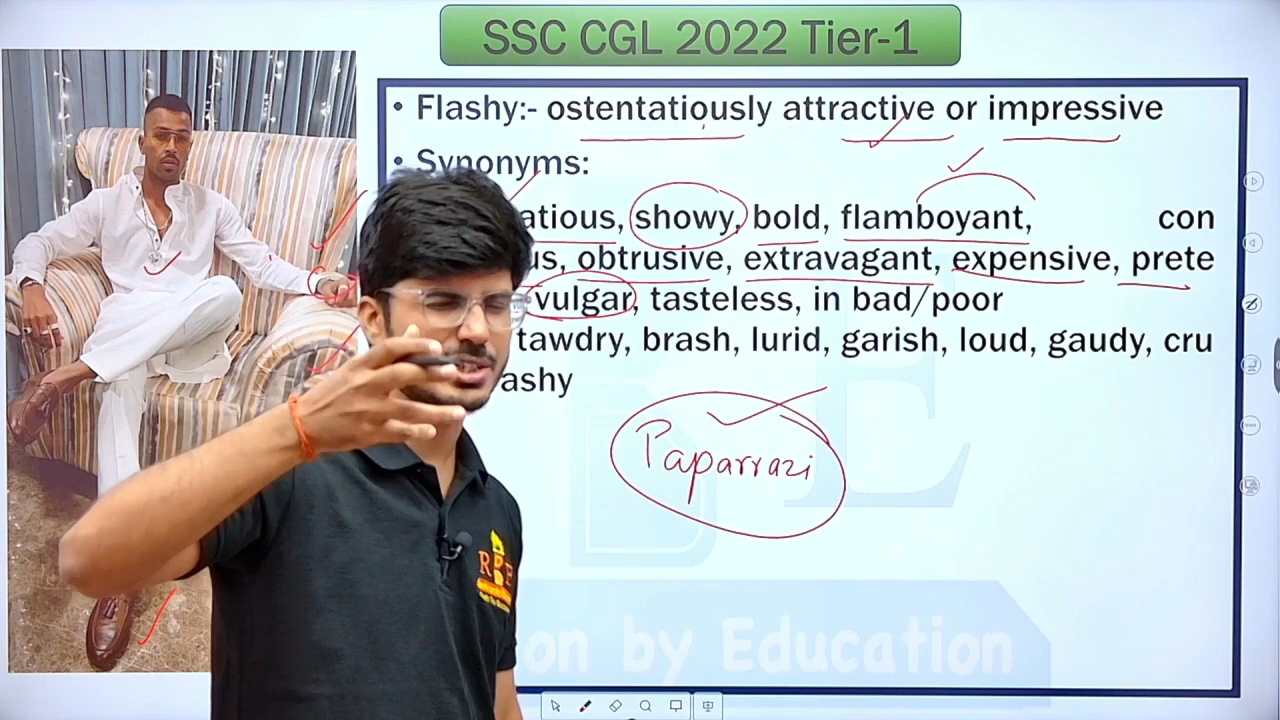 SSC CGL 2022 Tier-1
• Flashy:- ostentatiously attractive or impressive
• Synonyms:
atious, showy, bold, flamboyant, con
us, obtrusive, extravagant, expensive, prete
vulgar, tasteless, in bad/poor
tawdry, brash, lurid, garish, loud, gaudy, cru
ashy
Paparrazi
on by Education